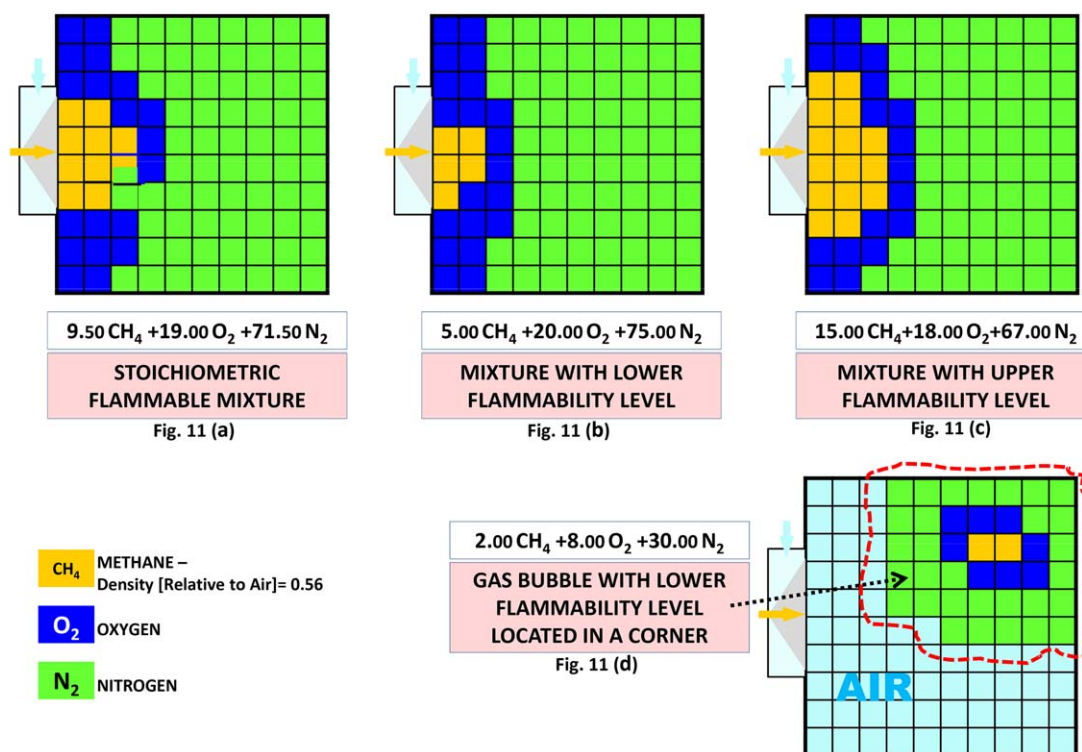 9.50 CH₄ +19.00 O₂ +71.50 N₂
STOICHIOMETRIC
FLAMMABLE MIXTURE
Fig. 11 (a)
5.00 CH₄ +20.00 O₂ +75.00 N₂
MIXTURE WITH LOWER
FLAMMABILITY LEVEL
Fig. 11 (b)
15.00 CH₄+18.00 O₂+67.00 N₂
MIXTURE WITH UPPER
FLAMMABILITY LEVEL
Fig. 11 (c)
2.00 CH₄ +8.00 O₂ +30.00 N₂
GAS BUBBLE WITH LOWER
FLAMMABILITY LEVEL
LOCATED IN A CORNER
Fig. 11 (d)
AIR
CH₄ METHANE –
Density [Relative to Air]= 0.56
O₂ OXYGEN
N₂ NITROGEN